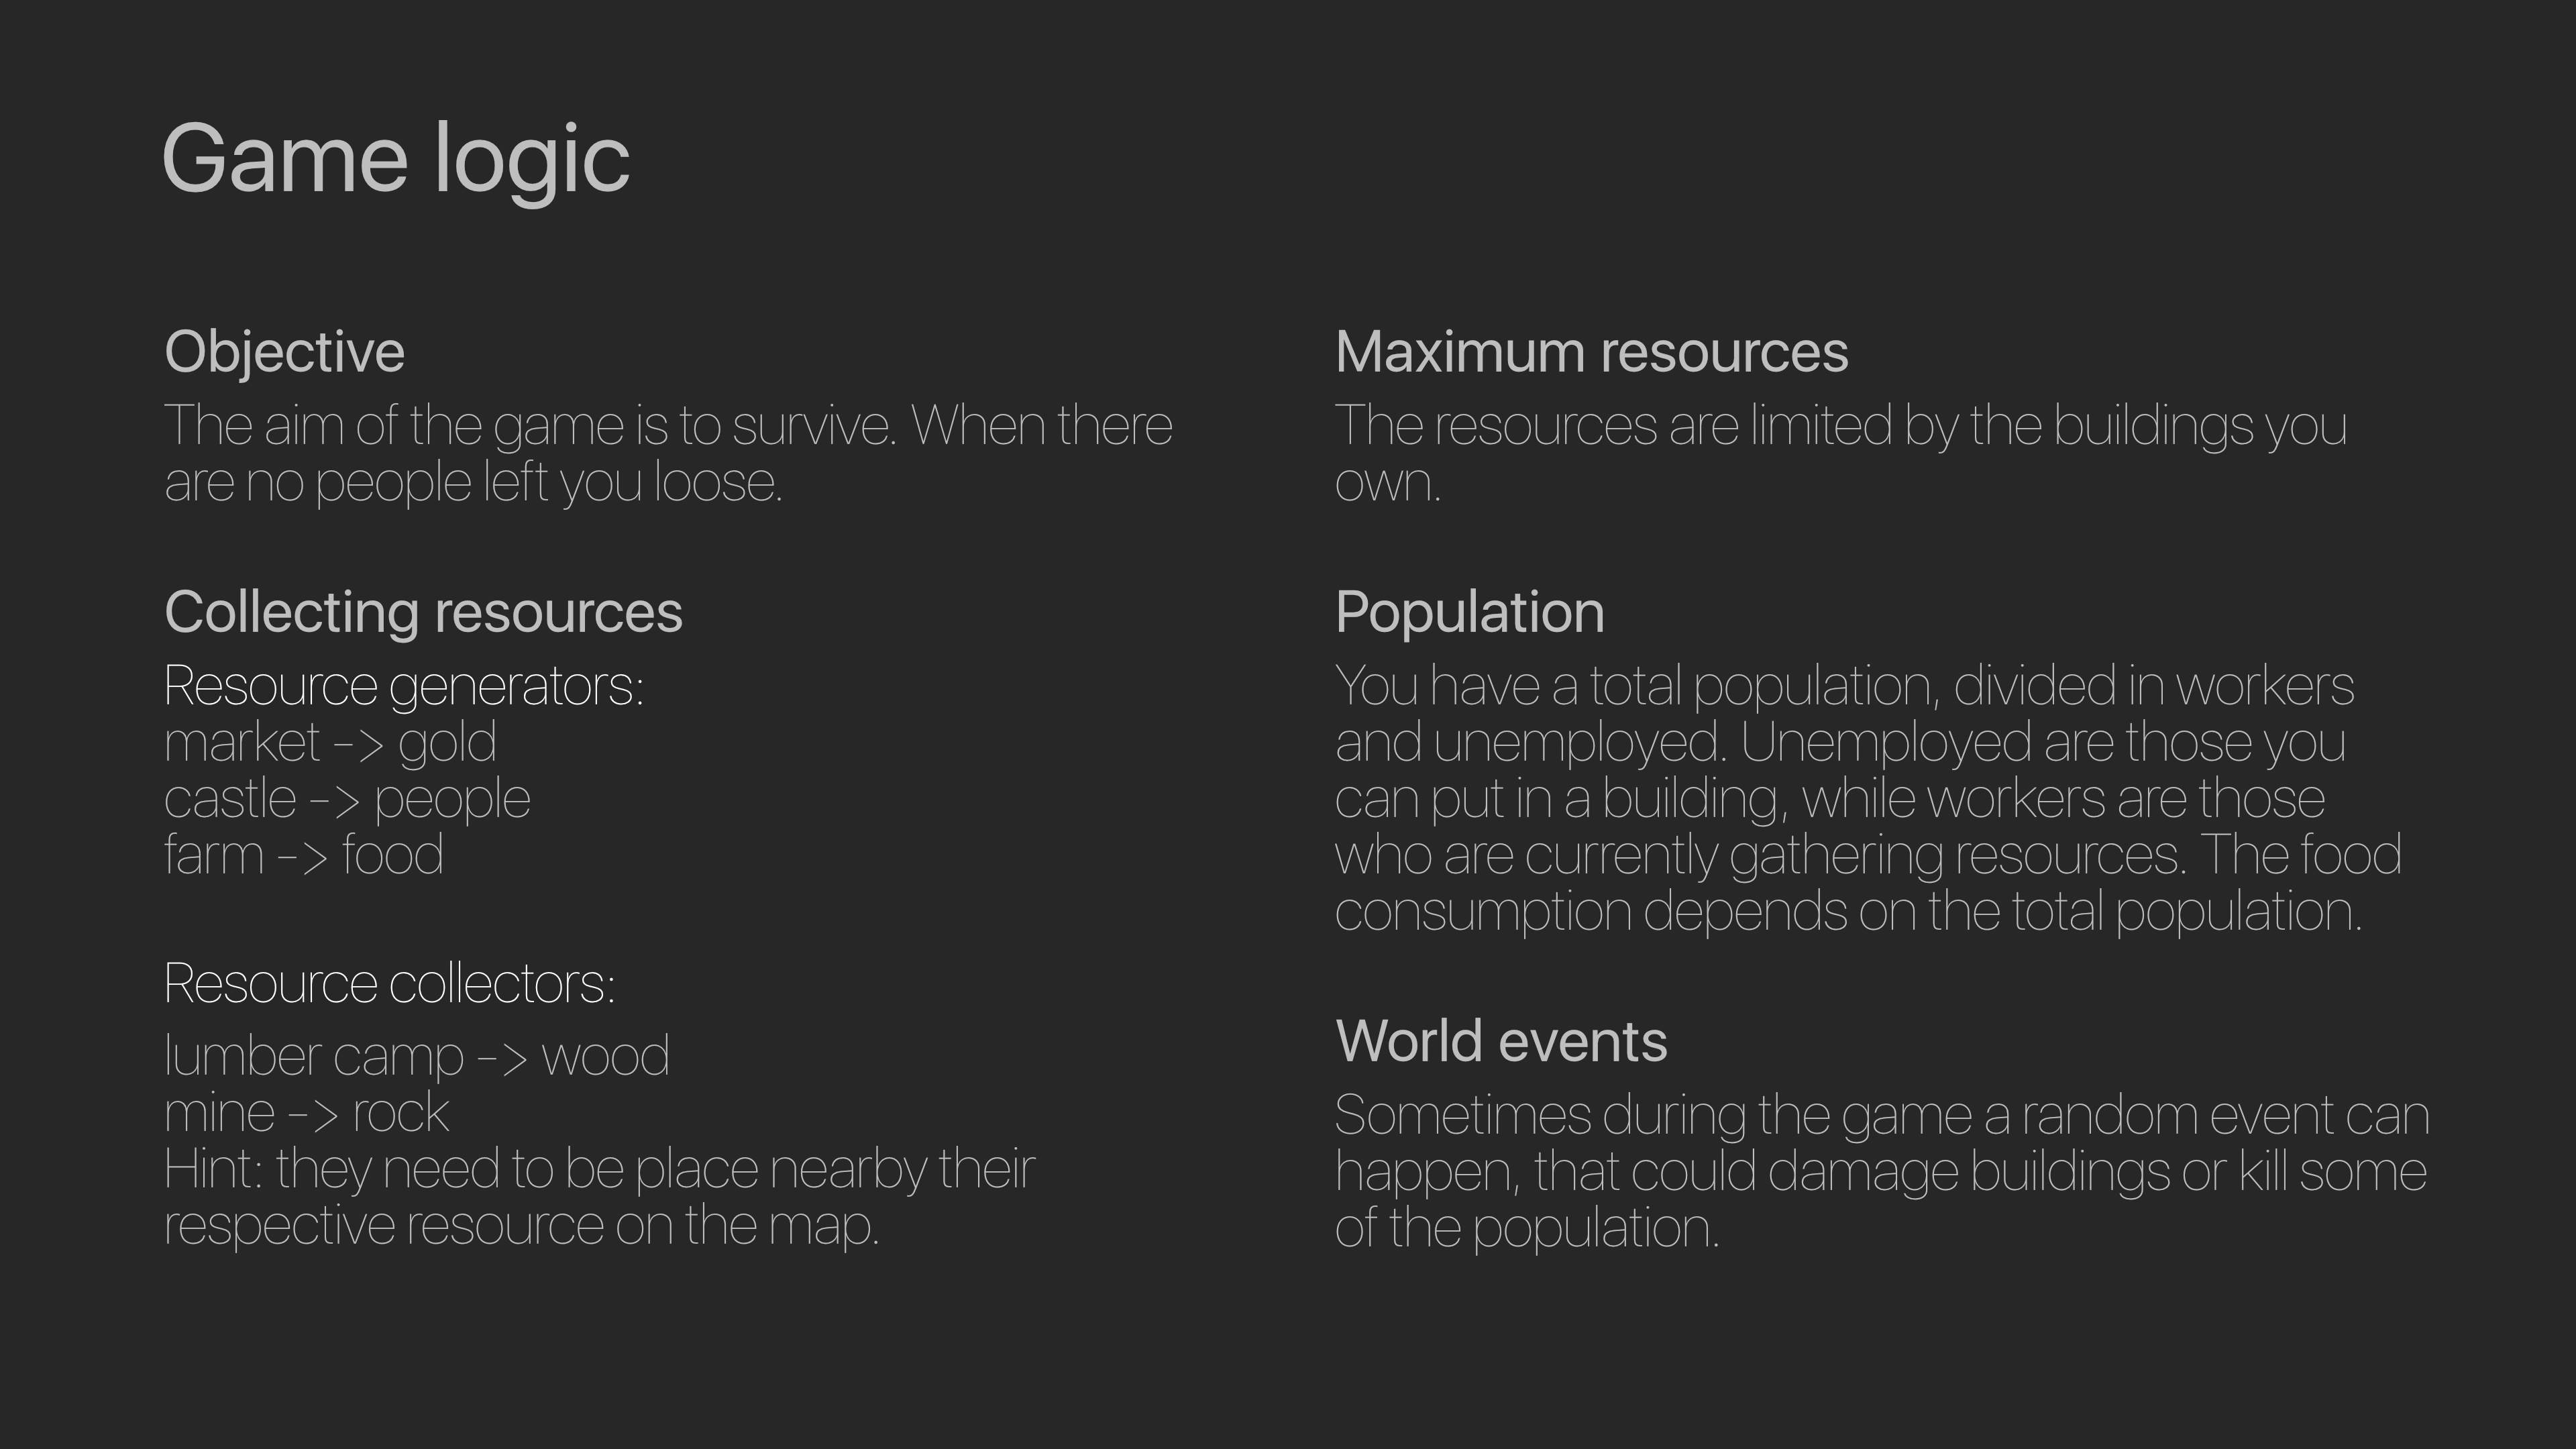 Game logic
Objective
The aim of the game is to survive. When there
are no people left you loose.
Collecting resources
Resource generators:
market -> gold
castle -> people
farm -> food
Resource collectors:
lumber camp -> wood
mine -> rock
Hint: they need to be place nearby their
respective resource on the map.
Maximum resources
The resources are limited by the buildings you
own.
Population
You have a total population, divided in workers
and unemployed. Unemployed are those you
can put in a building, while workers are those
who are currently gathering resources. The food
consumption depends on the total population.
World events
Sometimes during the game a random event can
happen, that could damage buildings or kill some
of the population.